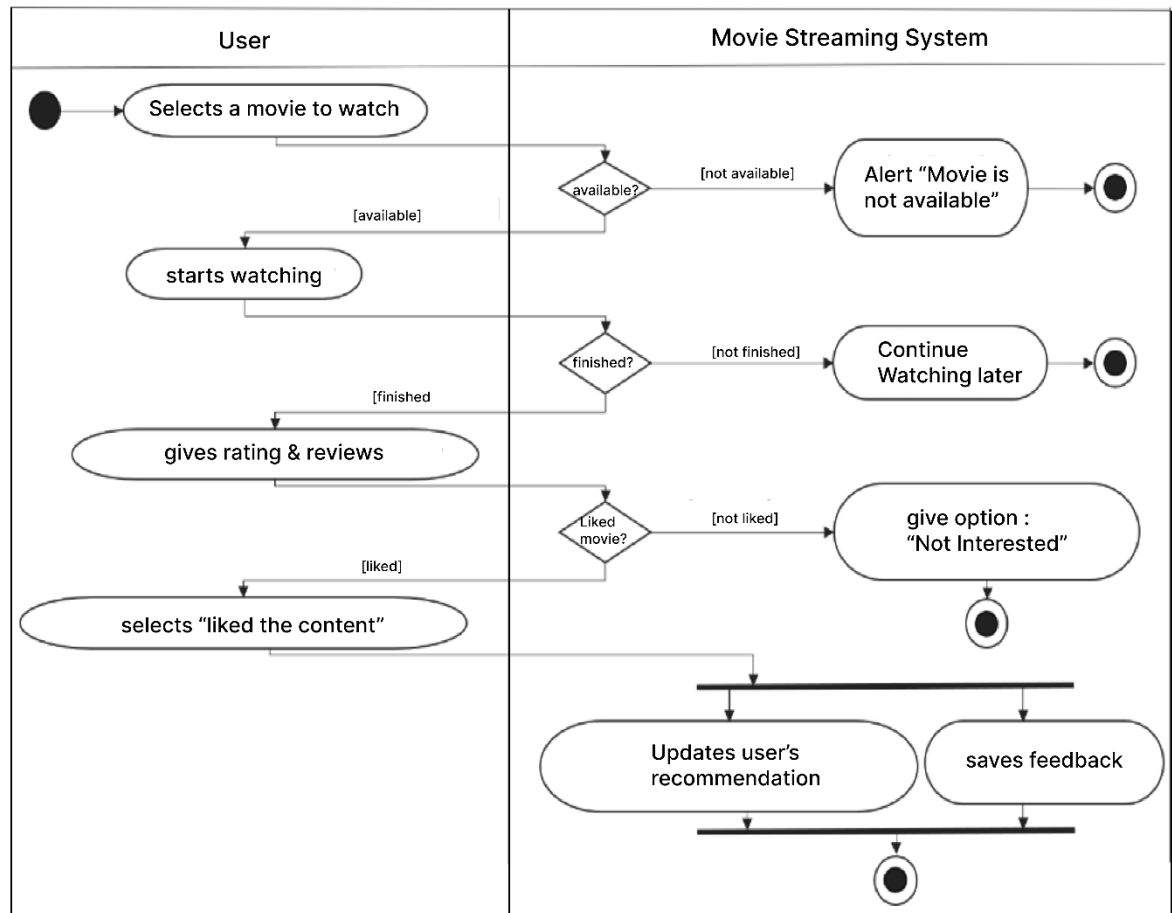 User
Movie Streaming System
Selects a movie to watch
available?
[not available]
Alert “Movie is
not available”
[available]
starts watching
finished?
[not finished]
Continue
Watching later
[finished
gives rating & reviews
Liked
movie?
[not liked]
give option :
“Not Interested”
[liked]
selects “liked the content”
Updates user’s
recommendation
saves feedback